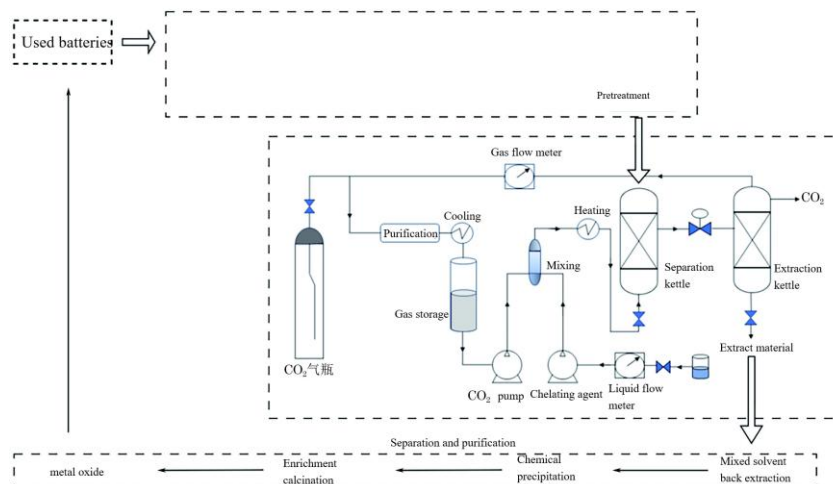 Used batteries
Pretreatment
Gas flow meter
CO₂
Cooling
Heating
Purification
Mixing
Separation
kettle
Extraction
kettle
Gas storage
Extract material
CO₂气瓶
CO₂ pump
Chelating agent
Liquid flow
meter
Separation and purification
metal oxide
Enrichment
calcination
Chemical
precipitation
Mixed solvent
back extraction